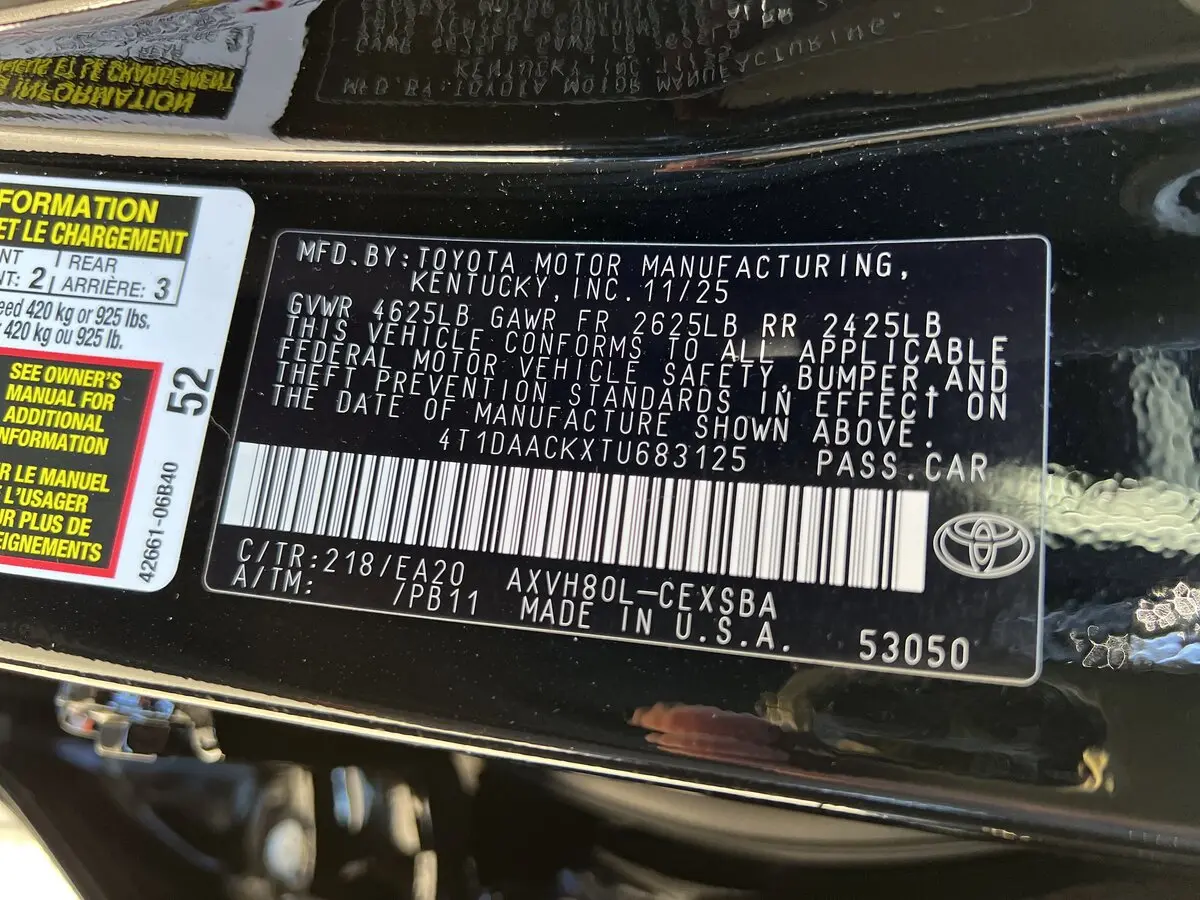 FORMATION
ET LE CHARGEMENT
NT
REAR
NT: 2
ARRIÈRE: 3
eed 420 kg or 925 lbs.
420 kg ou 925 lb.
SEE OWNER'S
MANUAL FOR
ADDITIONAL
NFORMATION
R LE MANUEL
L'USAGER
UR PLUS DE
EIGNEMENTS
52
42661-06B40
MFD.BY:TOYOTA MOTOR MANUFACTURING,
KENTUCKY,INC.11/25
GVWR 4625LB GAWR FR 2625LB RR 2425LB
THIS VEHICLE CONFORMS TO ALL APPLICABLE
FEDERAL MOTOR VEHICLE SAFETY,BUMPER,AND
THEFT PREVENTION STANDARDS IN EFFECT ON
THE DATE OF MANUFACTURE SHOWN ABOVE.
4T1DAACKXTU683125 PASS.CAR
C/TR:218/EA20 AXVH80L-CEXSBA
A/TM: /PB11 MADE IN U.S.A.
53050